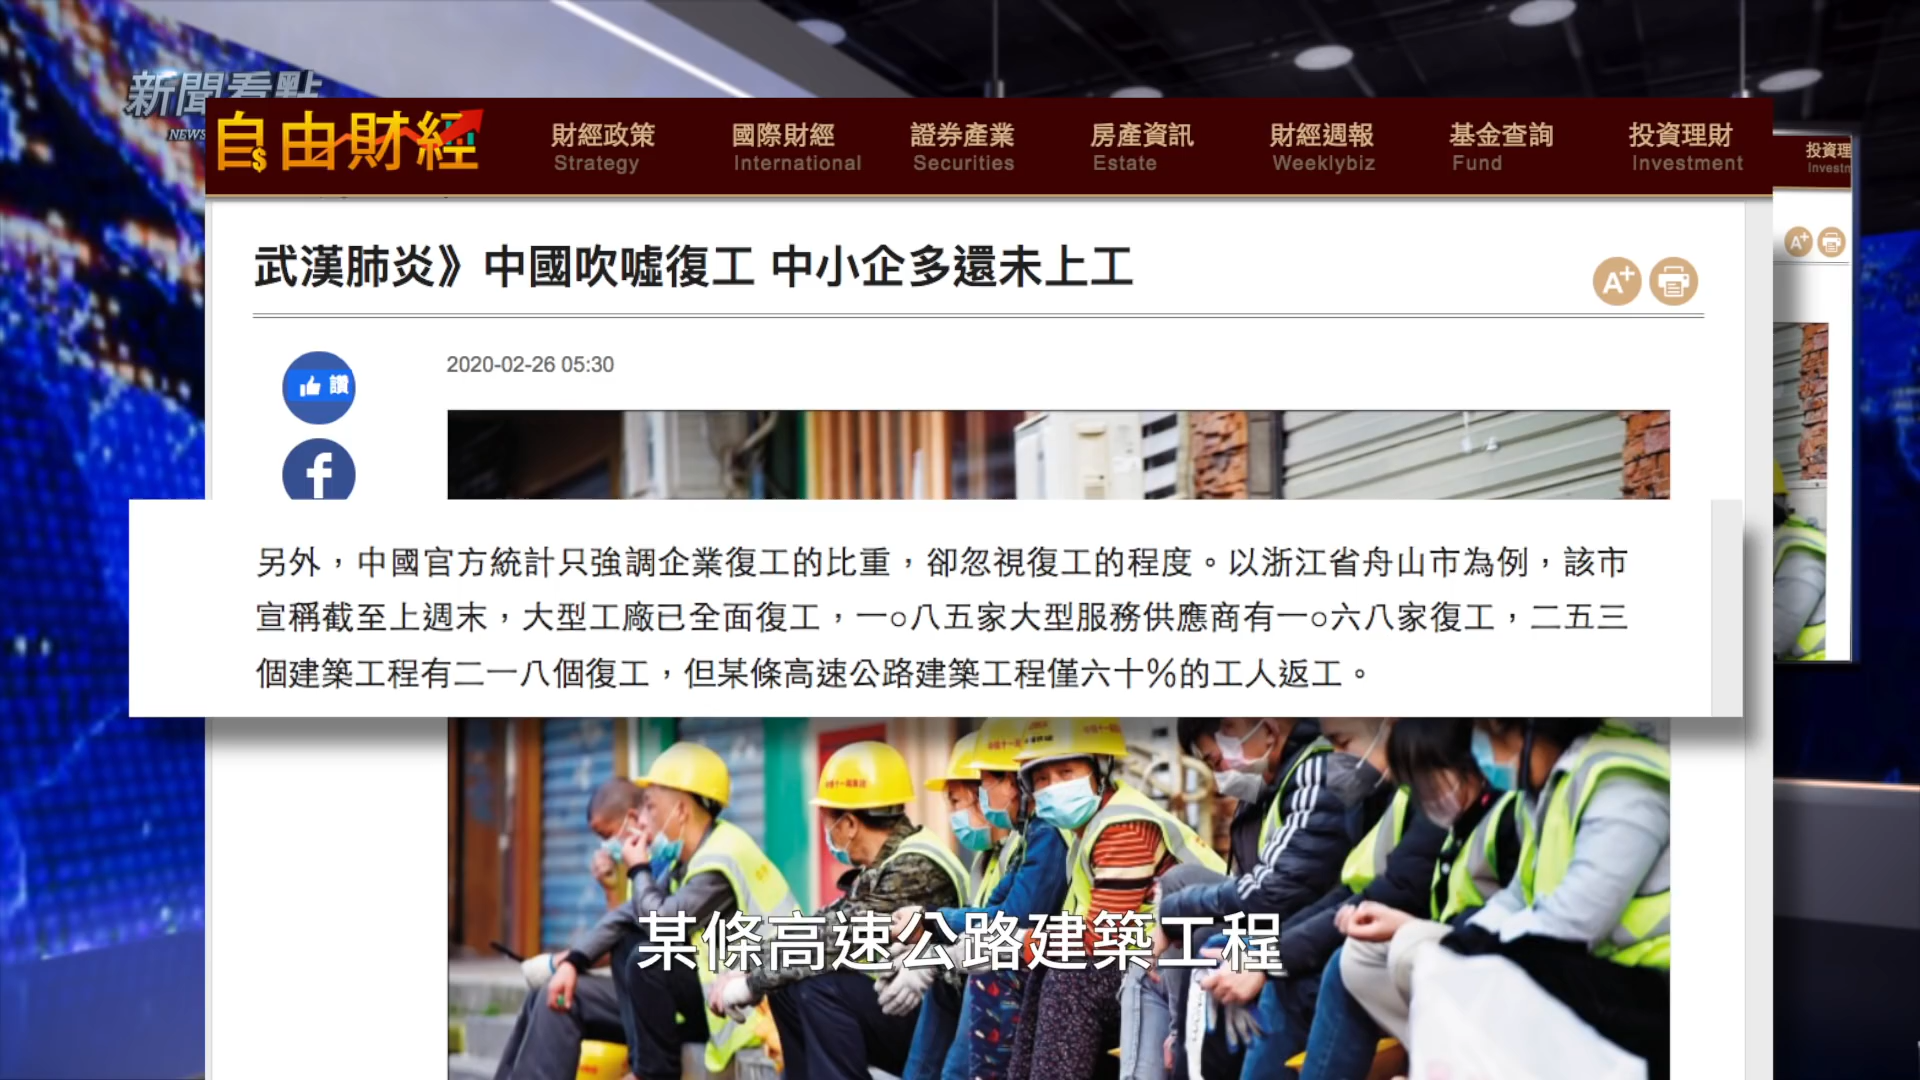 新聞看點
NEWS
自由財經
財經政策
Strategy
國際財經
International
證券產業
Securities
房產資訊
Estate
財經週報
Weeklybiz
基金查詢
Fund
投資理財
Investment
投資理
Investm
武漢肺炎》中國吹噓復工 中小企多還未上工
A+
A+
讚
f
2020-02-26 05:30
另外，中國官方統計只強調企業復工的比重，卻忽視復工的程度。以浙江省舟山市為例，該市
宣稱截至上週末，大型工廠已全面復工，一○八五家大型服務供應商有一○六八家復工，二五三
個建築工程有二一八個復工，但某條高速公路建築工程僅六十％的工人返工。
某條高速公路建築工程